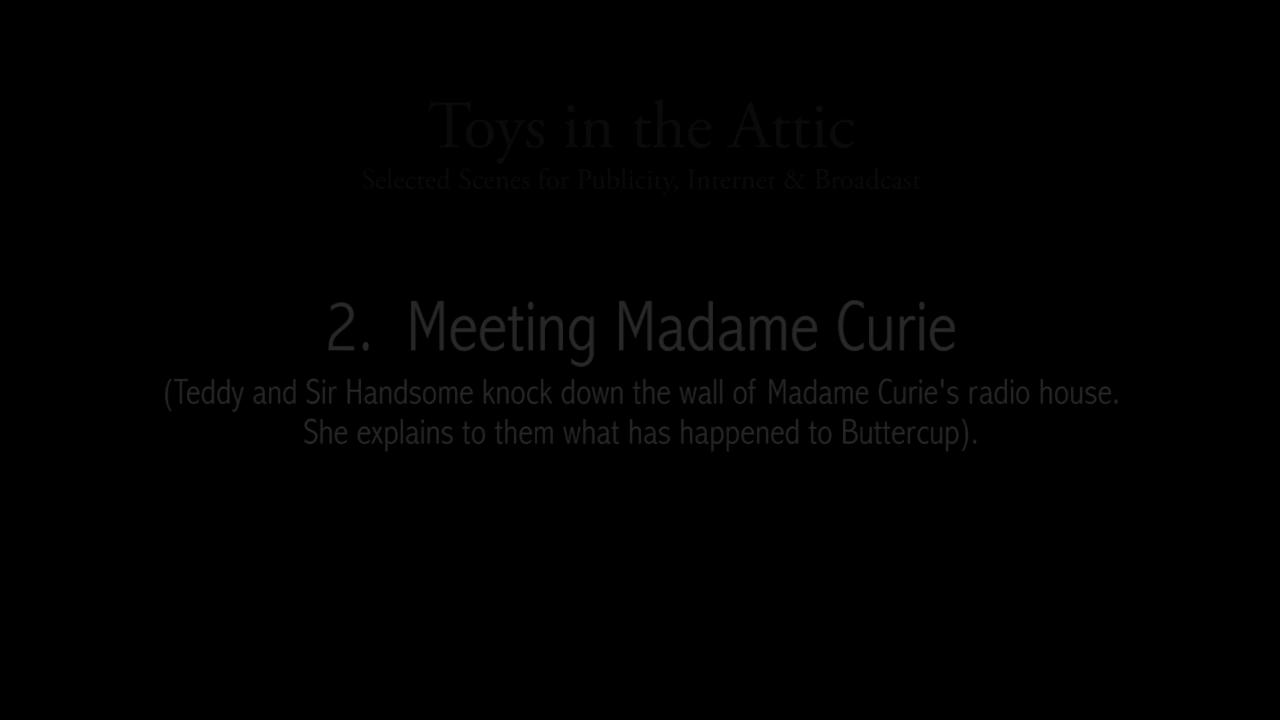 Toys in the Attic
Selected Scenes for Publicity, Internet & Broadcast
2. Meeting Madame Curie
(Teddy and Sir Handsome knock down the wall of Madame Curie's radio house.
She explains to them what has happened to Buttercup).